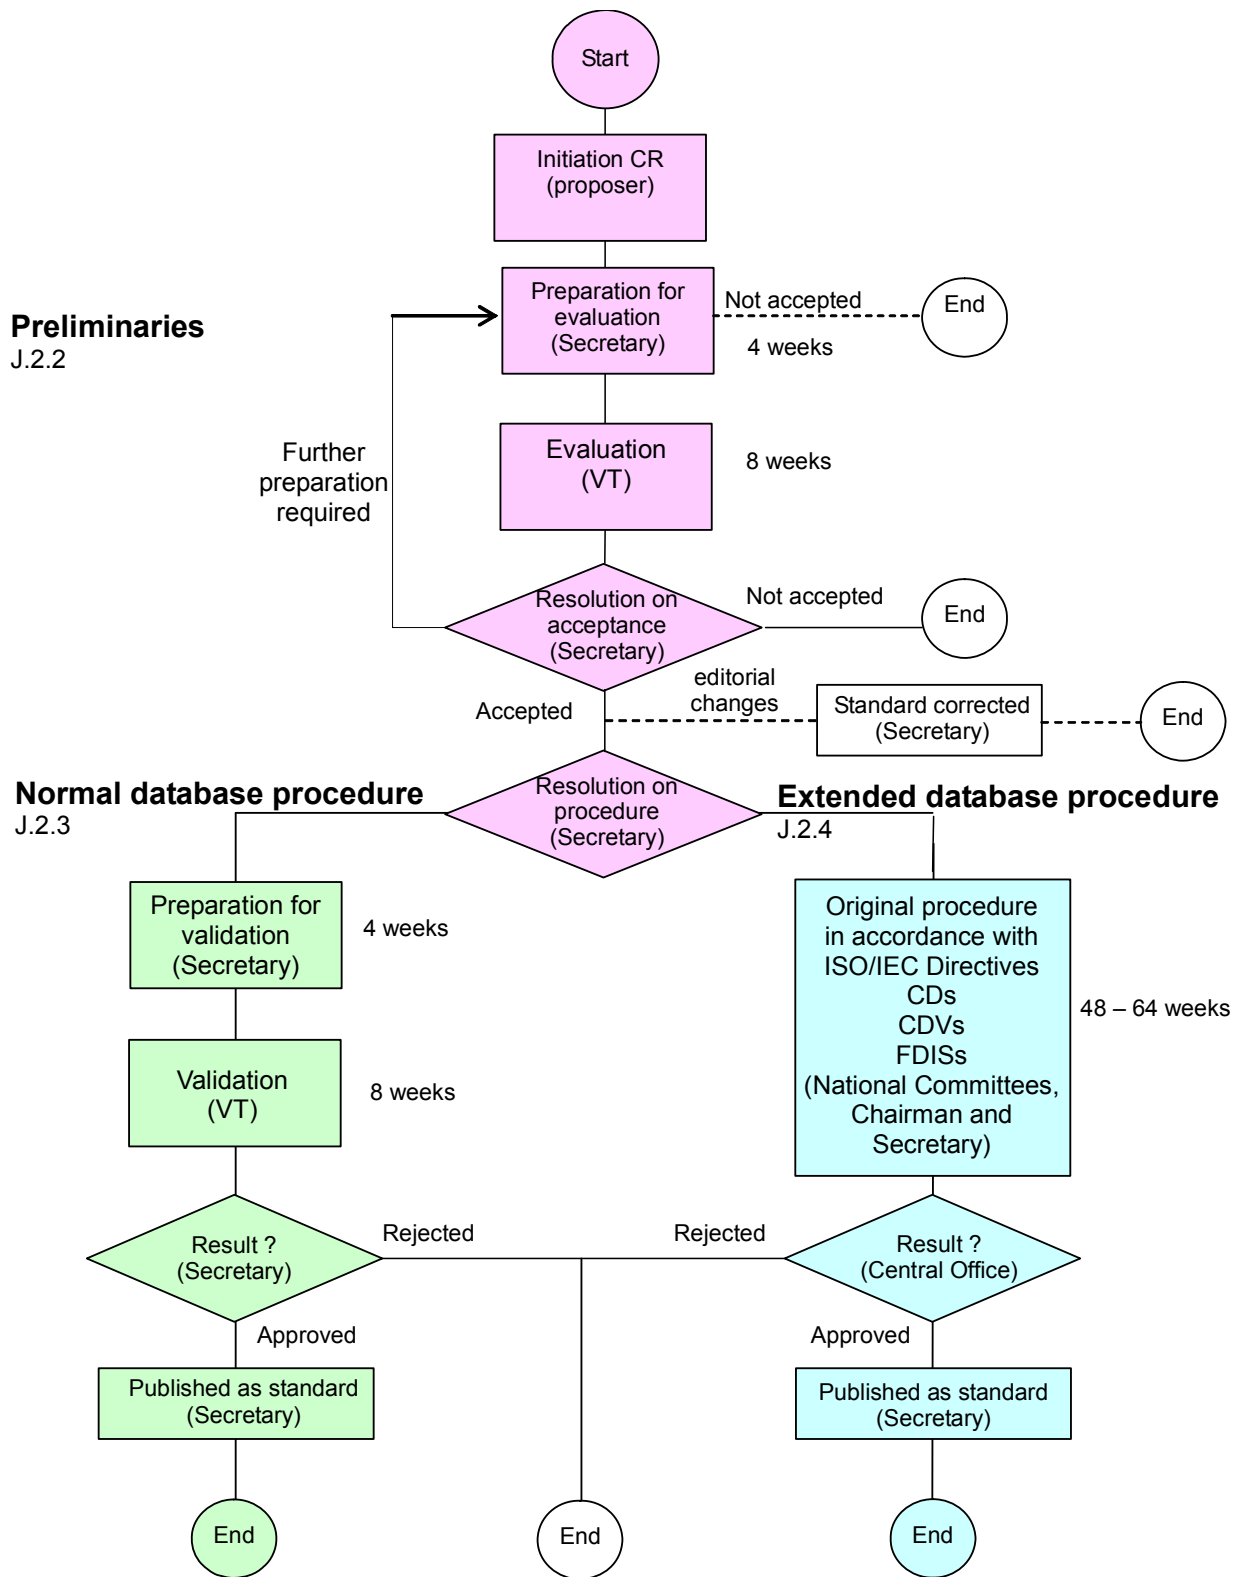 Start
Initiation CR
(proposer)
Preparation for
evaluation
(Secretary)
Not accepted
4 weeks
End
Preliminaries
J.2.2
Further
preparation
required
Evaluation
(VT)
8 weeks
Resolution on
acceptance
(Secretary)
Not accepted
End
Accepted
editorial
changes
Standard corrected
(Secretary)
End
Resolution on
procedure
(Secretary)
Normal database procedure
J.2.3
Extended database procedure
J.2.4
Preparation for
validation
(Secretary)
4 weeks
Original procedure
in accordance with
ISO/IEC Directives
CDs
CDVs
FDISs
(National Committees,
Chairman and
Secretary)
48 – 64 weeks
Validation
(VT)
8 weeks
Result ?
(Secretary)
Rejected
Rejected
Result ?
(Central Office)
Approved
Approved
Published as standard
(Secretary)
Published as standard
(Secretary)
End
End
End